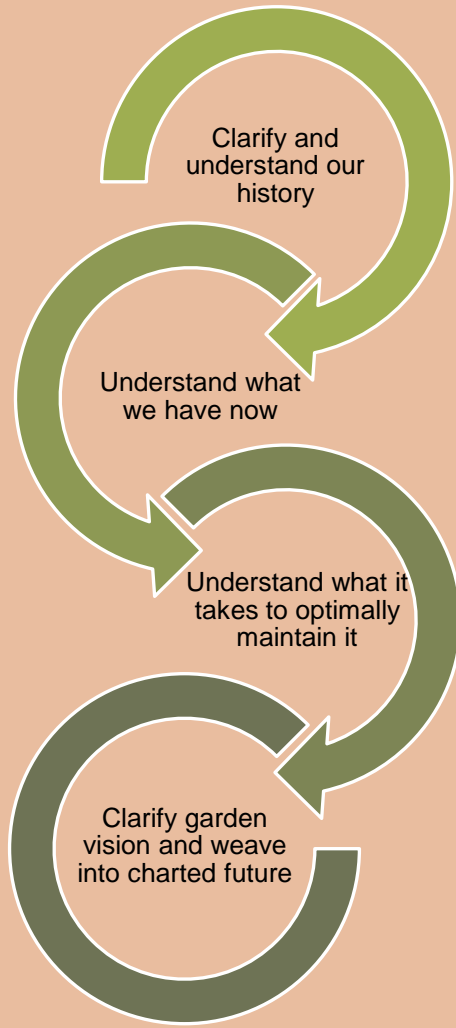 Clarify and
understand our
history
Understand what
we have now
Understand what it
takes to optimally
maintain it
Clarify garden
vision and weave
into charted future